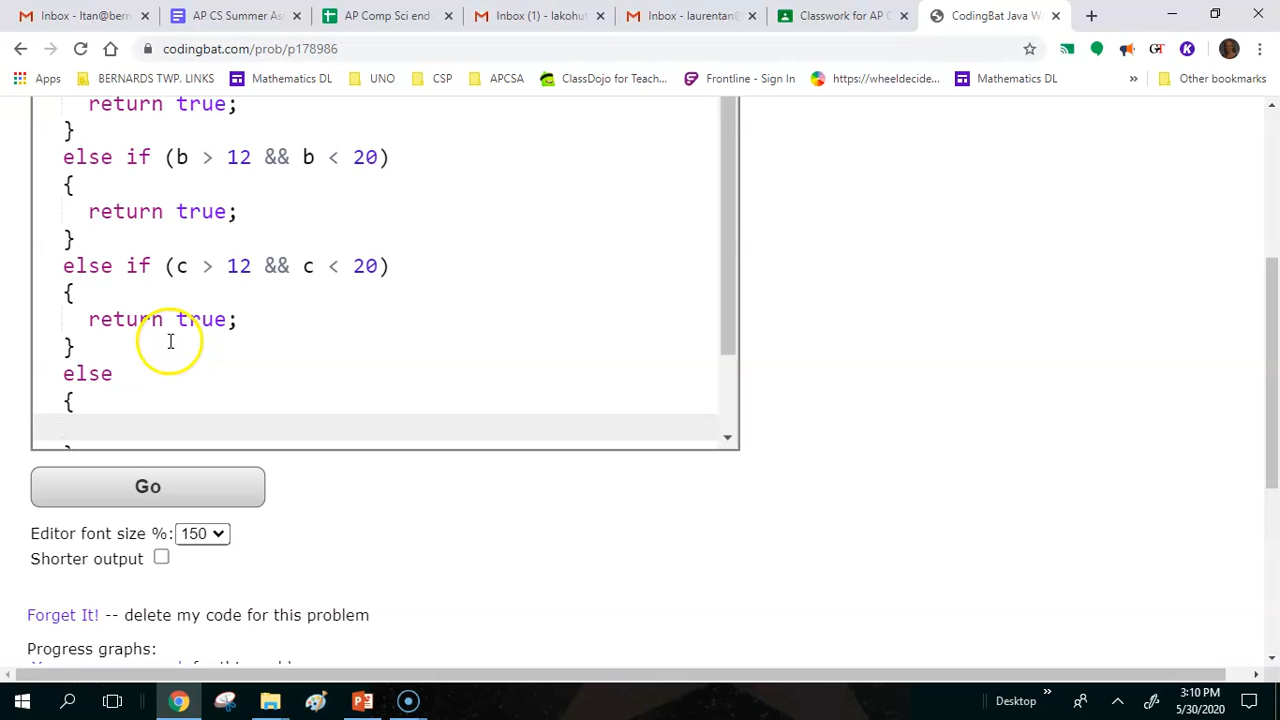 Inbox - m@bern
AP CS Summer As
AP Comp Sci end
Inbox (1) - lakohut
Inbox - laurentan@
Classwork for AP C
CodingBat Java W
codingbat.com/prob/p178986
Apps
BERNARDS TWP. LINKS
Mathematics DL
UNO
CSP
APCSA
ClassDojo for Teach...
Frontline - Sign In
https://wheeldecide...
Mathematics DL
»
Other bookmarks
return true;
}
else if (b > 12 && b < 20)
{
return true;
}
else if (c > 12 && c < 20)
{
return true;
}
else
{
Go
Editor font size %: 150
Shorter output
Forget It! -- delete my code for this problem
Progress graphs:
Desktop
3:10 PM
5/30/2020